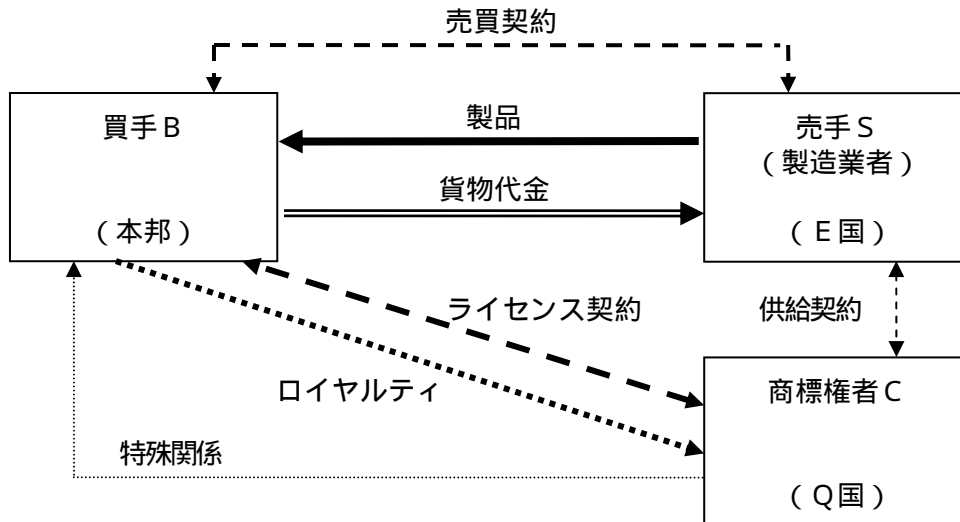 売買契約
買手B
(本邦)
製品
貨物代金
売手S
(製造業者)
(E国)
ライセンス契約
供給契約
ロイヤルティ
商標権者C
(Q国)
特殊関係